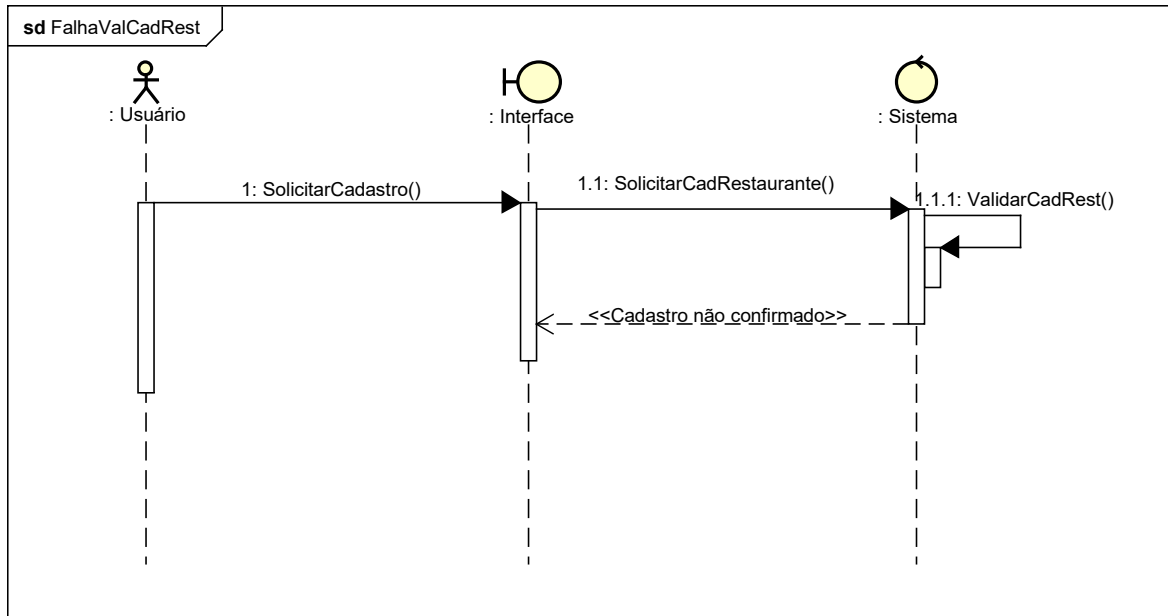 sd FalhaValCadRest
: Usuário
: Interface
: Sistema
1: SolicitarCadastro()
1.1: SolicitarCadRestaurante()
1.1.1: ValidarCadRest()
<<Cadastro não confirmado>>